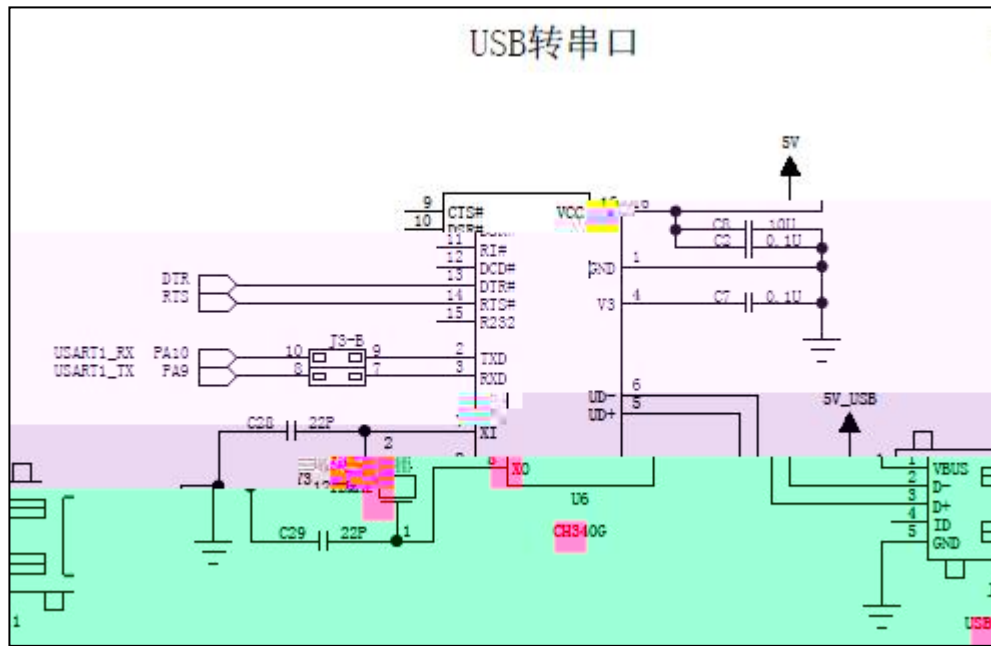 USB转串口
5V
9 CTS# VCC
10
C6 10U
11 RI# C2 0.1U
12 DCD# GND 1
DTR 13 DTR#
RTS 14 RTS# V3 4 C7 0.1U
15 R232
J3-B
USART1_RX PA10 10 9 2 TXD
USART1_TX PA9 8 7 3 RXD
UD- 6
UD+ 5
5V_USB
C28 22P XI
2
XO
1 VBUS
2 D-
3 D+
4 ID
5 GND
U6
C29 22P 1 CH340G
1
USB